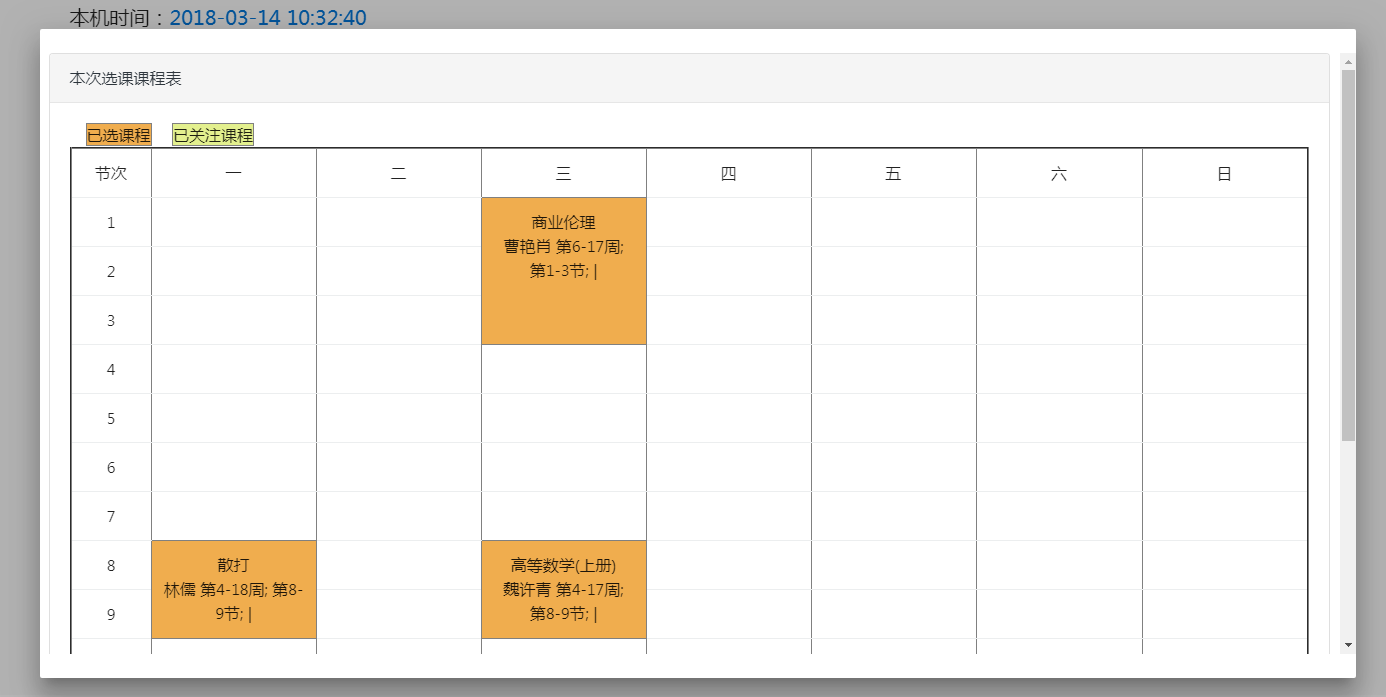 本机时间：2018-03-14 10:32:40
本次选课课程表
已选课程 已关注课程
节次 一 二 三 四 五 六 日
1
商业伦理
曹艳肖 第6-17周;
2
第1-3节; |
3
4
5
6
7
8
散打
林儒 第4-18周; 第8-
9节; |
高等数学(上册)
魏许青 第4-17周;
第8-9节; |
9